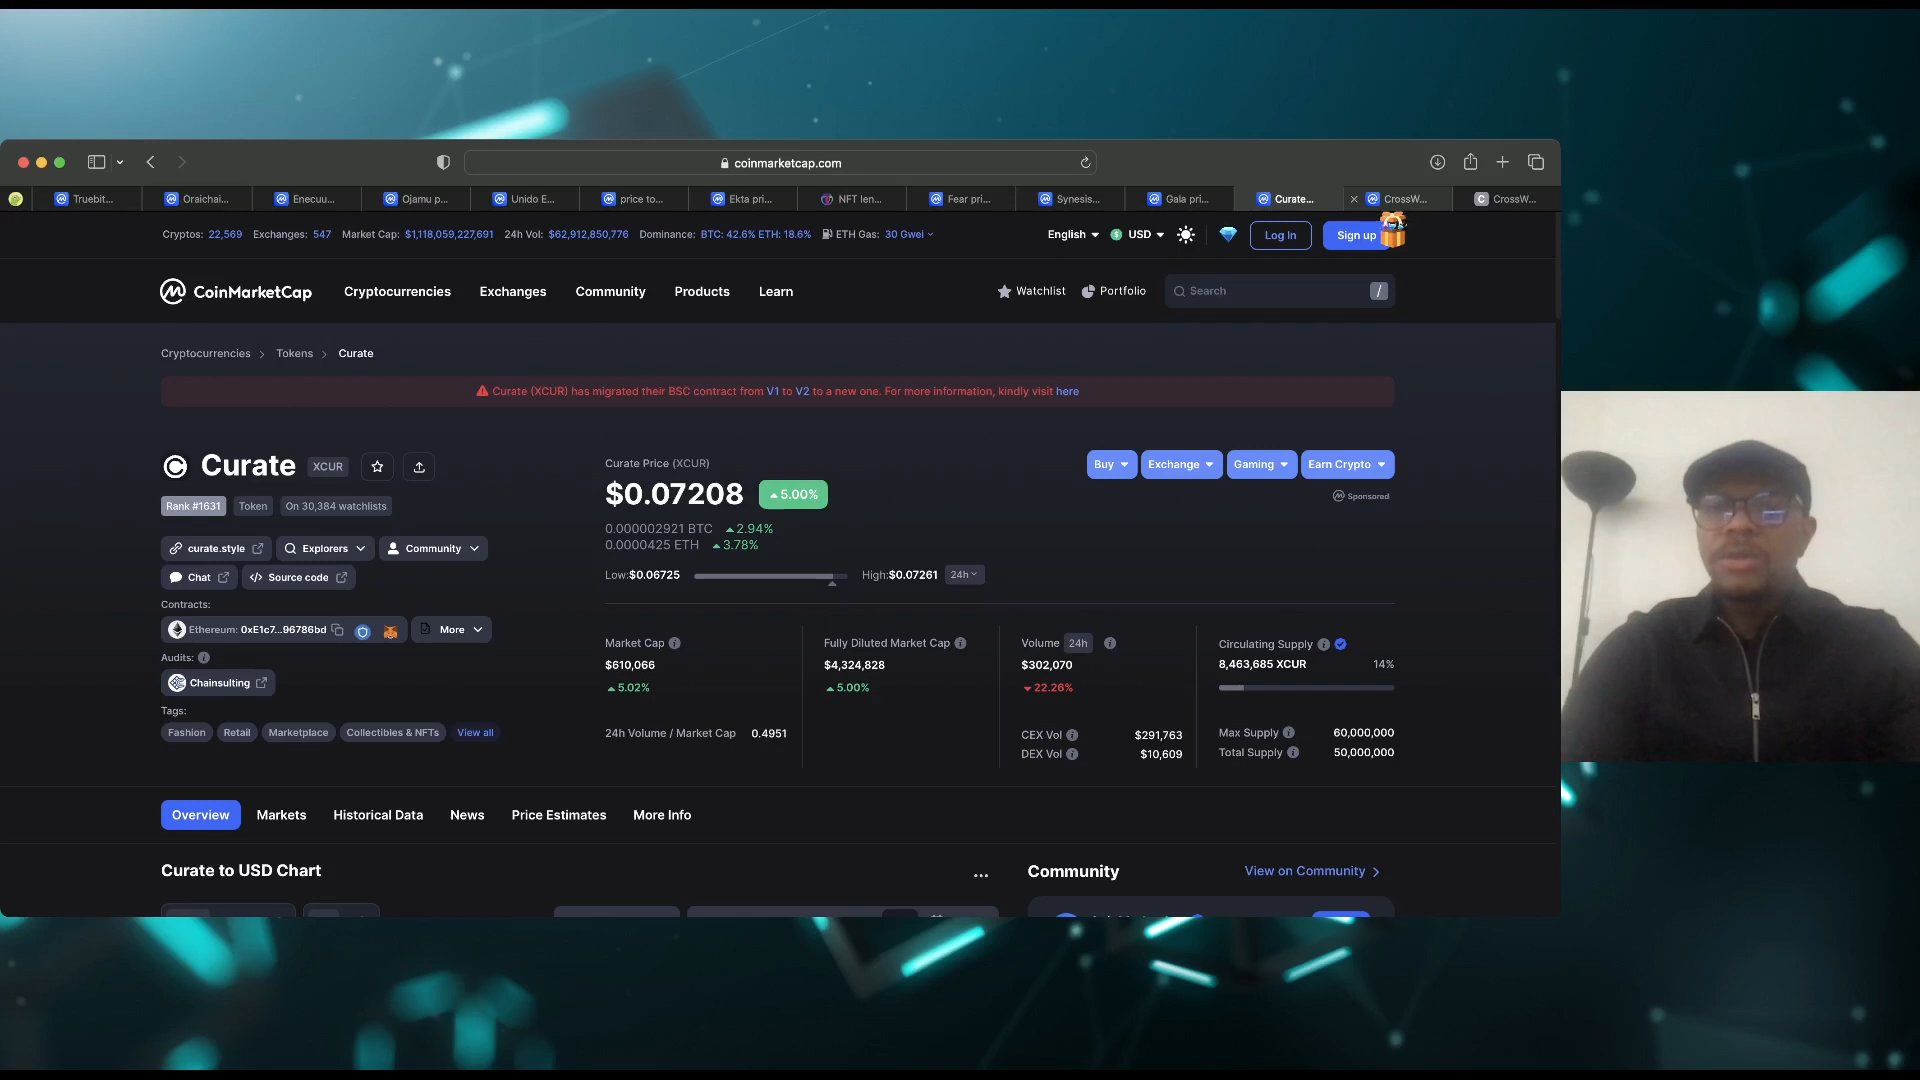 coinmarketcap.com
Truebit... Oraichai... Enecuu... Ojamu p... Unido E... price to... Ekta pri... NFT len... Fear pri... Synesis... Gala pri... Curate... CrossW... CrossW...
Cryptos: 22,569 Exchanges: 547 Market Cap: $1,118,059,227,691 24h Vol: $62,912,850,776 Dominance: BTC: 42.6% ETH: 18.6% ETH Gas: 30 Gwei English USD Log In Sign up
CoinMarketCap Cryptocurrencies Exchanges Community Products Learn Watchlist Portfolio Search /
Cryptocurrencies > Tokens > Curate
Curate (XCUR) has migrated their BSC contract from V1 to V2 to a new one. For more information, kindly visit here
Curate XCUR
Rank #1631 Token On 30,384 watchlists
curate.style Explorers Community
Chat Source code
Contracts:
Ethereum: 0xE1c7...96786bd More
Audits:
Chainsulting
Tags:
Fashion Retail Marketplace Collectibles & NFTs View all
Curate Price (XCUR)
$0.07208 5.00%
0.000002921 BTC 2.94%
0.0000425 ETH 3.78%
Low:$0.06725 High:$0.07261 24h
Buy Exchange Gaming Earn Crypto
Sponsored
Market Cap
$610,066
5.02%
24h Volume / Market Cap 0.4951
Fully Diluted Market Cap
$4,324,828
5.00%
Volume 24h
$302,070
22.26%
CEX Vol $291,763
DEX Vol $10,609
Circulating Supply
8,463,685 XCUR 14%
Max Supply 60,000,000
Total Supply 50,000,000
Overview Markets Historical Data News Price Estimates More Info
Curate to USD Chart ...
Community View on Community >